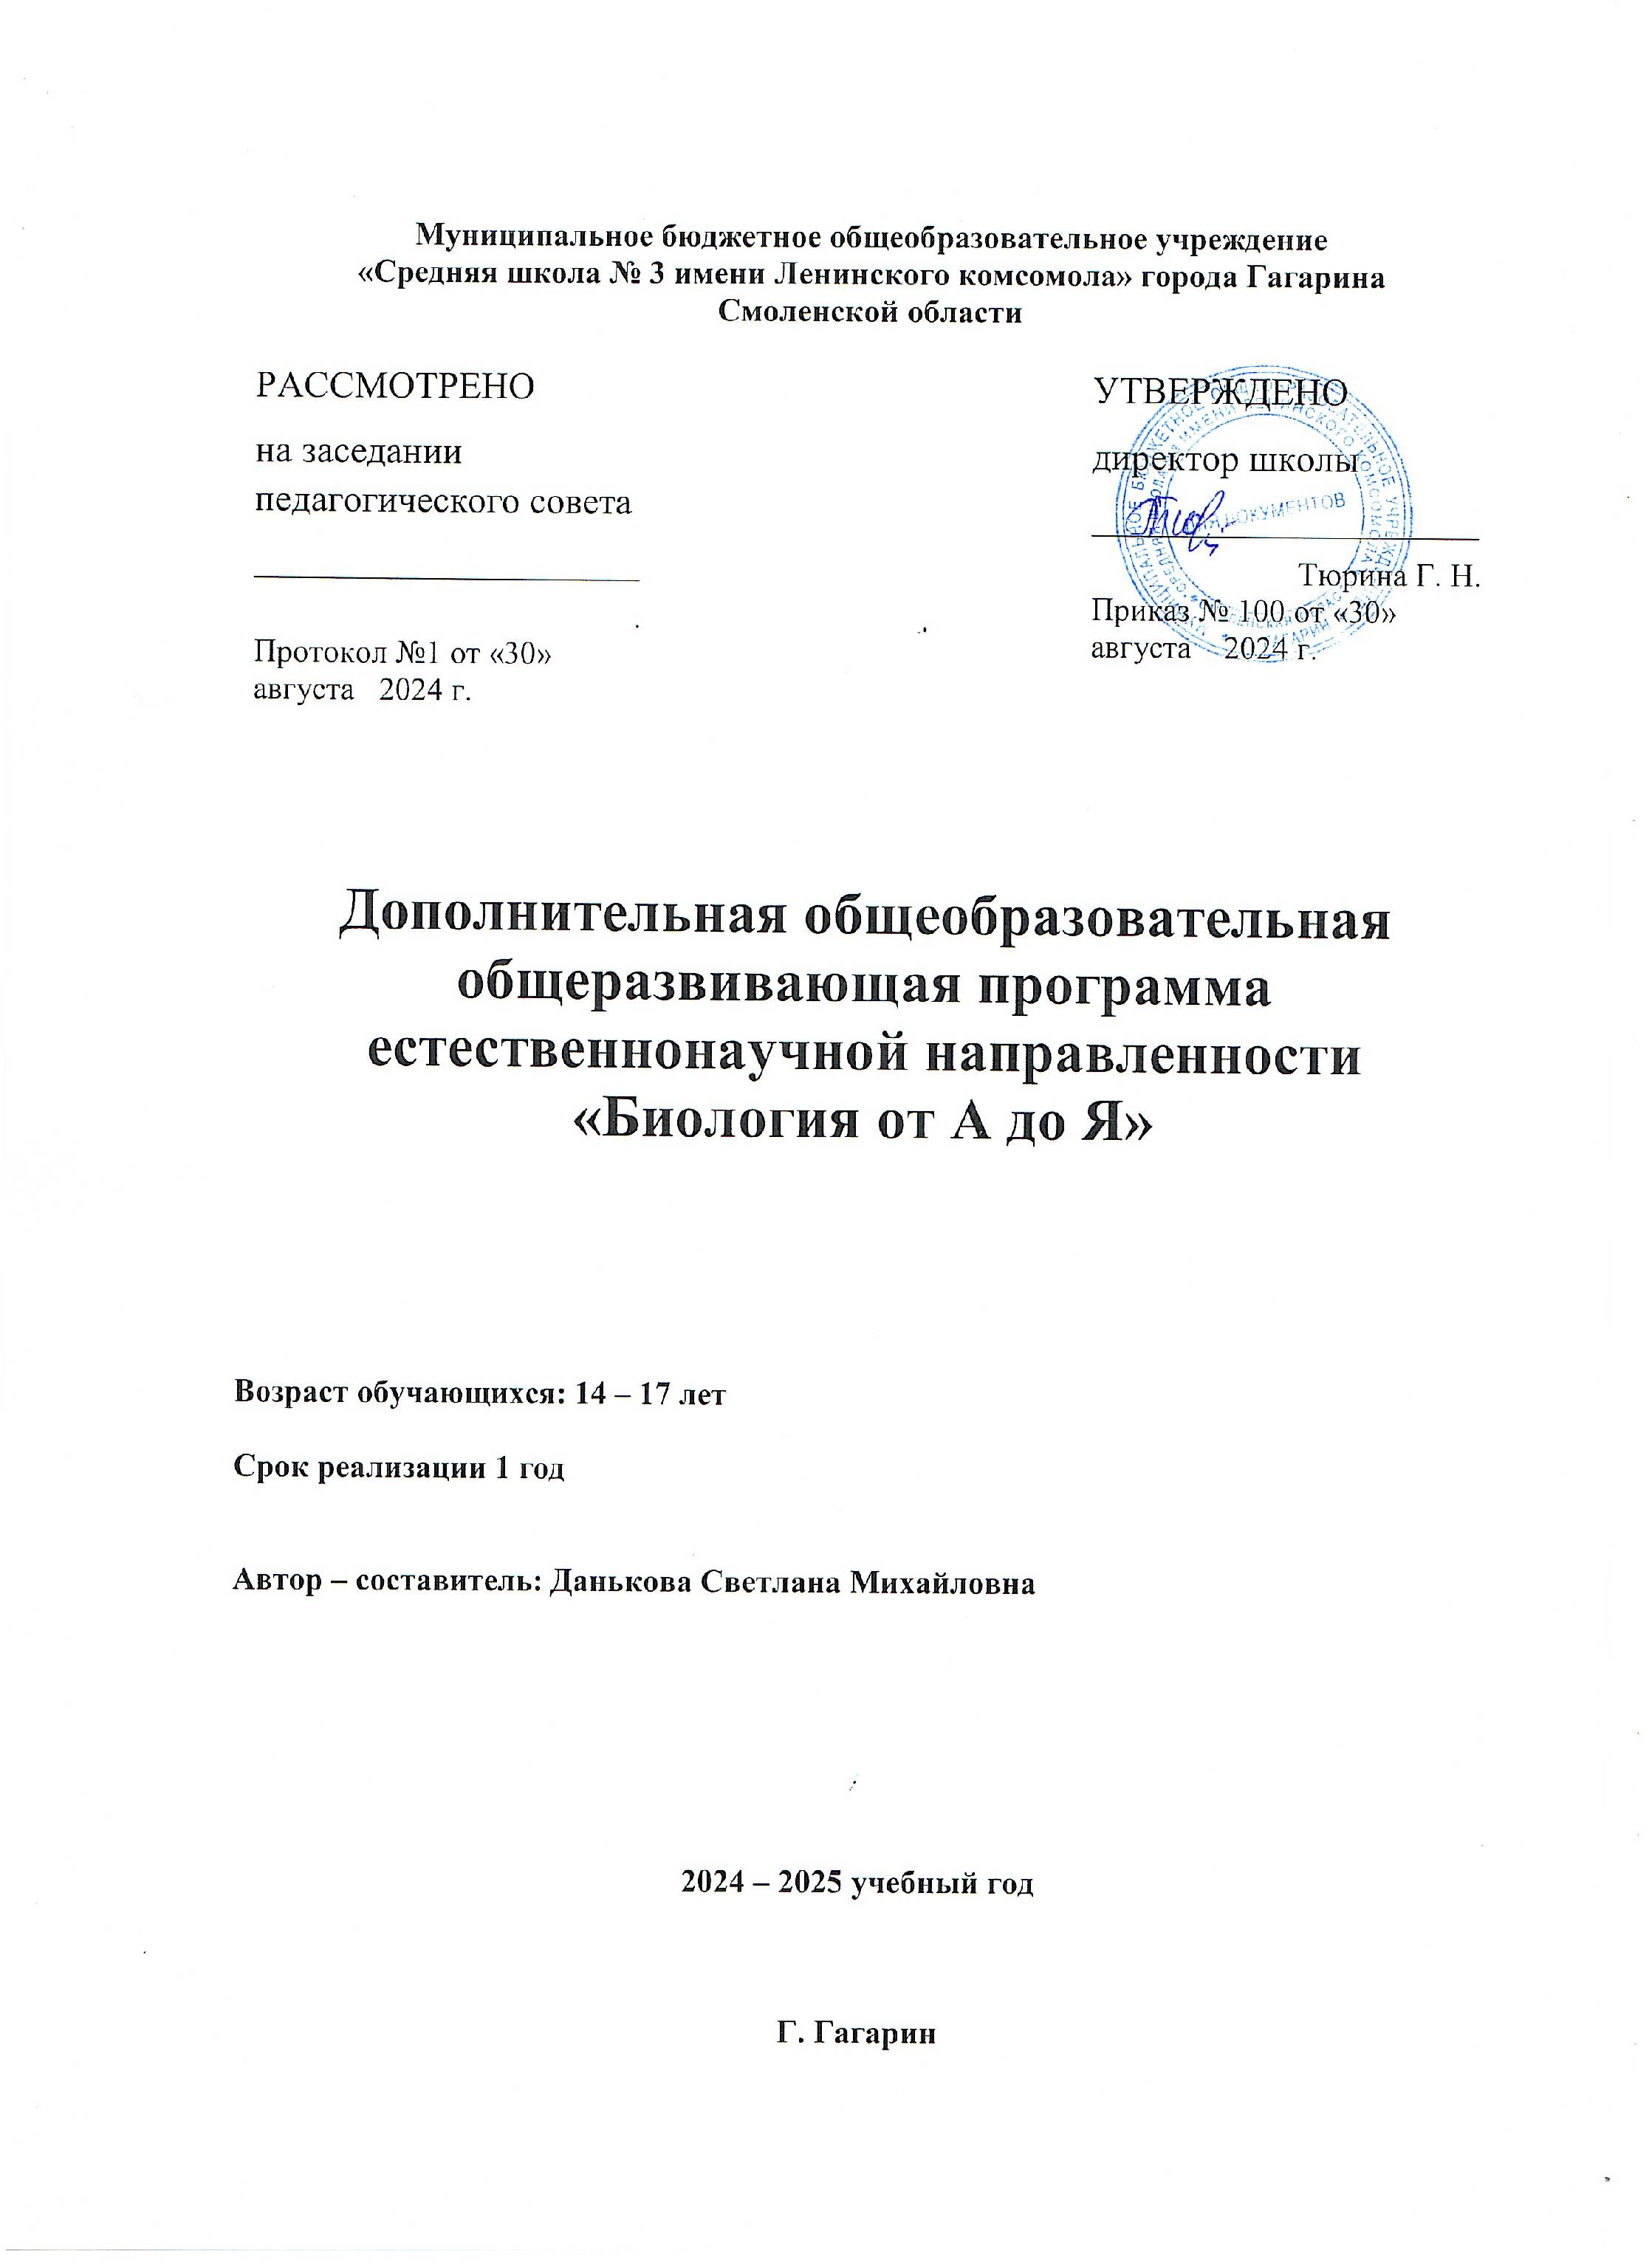 Муниципальное бюджетное общеобразовательное учреждение
«Средняя школа № 3 имени Ленинского комсомола» города Гагарина
Смоленской области
РАССМОТРЕНО
на заседании
педагогического совета
Протокол №1 от «30»
августа 2024 г.
УТВЕРЖДЕНО
директор школы
ДОКУМЕНТОВ
Тюрина Г. Н.
Приказ № 100 от «30»
августа 2024 г.
Дополнительная общеобразовательная
общеразвивающая программа
естественнонаучной направленности
«Биология от А до Я»
Возраст обучающихся: 14 – 17 лет
Срок реализации 1 год
Автор – составитель: Данькова Светлана Михайловна
2024 – 2025 учебный год
Г. Гагарин